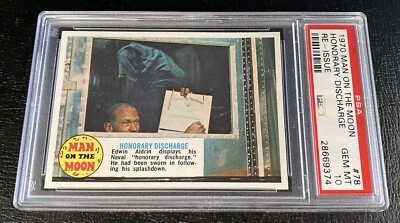 MAN
ON THE
MOON
HONORARY DISCHARGE
Edwin Aldrin displays his
Naval "honorary discharge."
He had been sworn in follow-
ing his splashdown.
PSA
1970 MAN ON THE MOON
HONORARY DISCHARGE
RE-ISSUE
#78
GEM MT
10
28669374